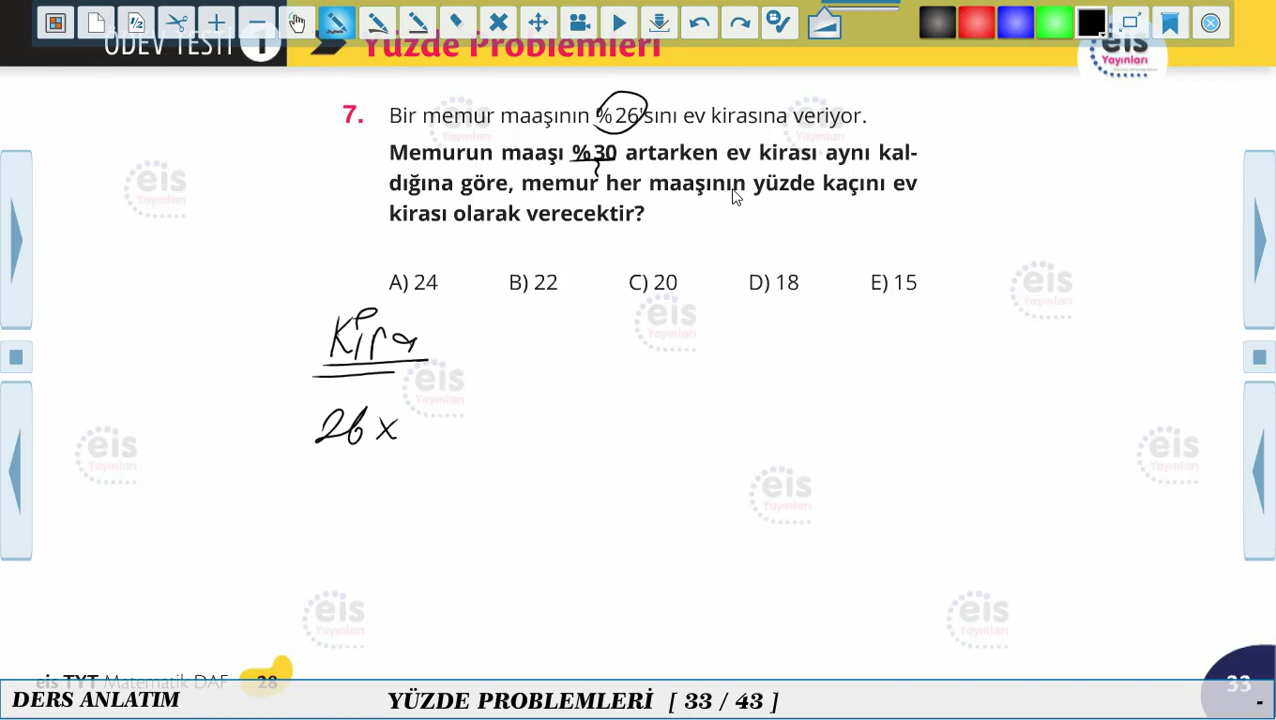 ÖDEV TESTİ 1 Yüzde Problemleri
eis
Yayınları
7. Bir memur maaşının %26'sını ev kirasına veriyor.
Memurun maaşı %30 artarken ev kirası aynı kal-
dığına göre, memur her maaşının yüzde kaçını ev
kirası olarak verecektir?
A) 24 B) 22 C) 20 D) 18 E) 15
Kira
26x
eis TYT Matematik DAF 28 33
DERS ANLATIM YÜZDE PROBLEMLERİ [ 33 / 43 ] -